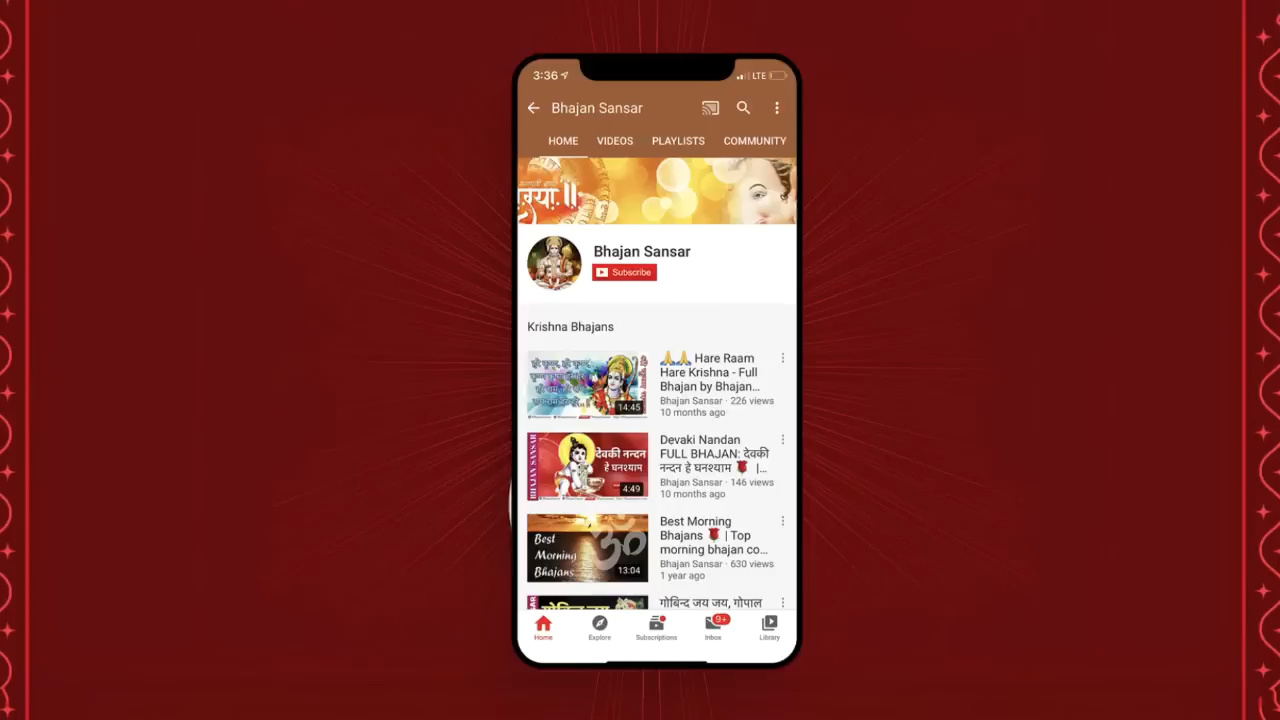 3:36
LTE
Bhajan Sansar
HOME VIDEOS PLAYLISTS COMMUNITY
Bhajan Sansar
Subscribe
Krishna Bhajans
14:45
🙏🙏 Hare Raam
Hare Krishna - Full
Bhajan by Bhajan...
Bhajan Sansar · 226 views
10 months ago
BHAJAN SANSAR
देवकी नन्दन
हे घनश्याम
4:49
Devaki Nandan
FULL BHAJAN: देवकी
नन्दन हे घनश्याम 🌹 |...
Bhajan Sansar · 146 views
10 months ago
ॐ
Best
Morning
Bhajans
13:04
Best Morning
Bhajans 🌹 | Top
morning bhajan co...
Bhajan Sansar · 630 views
1 year ago
गोबिन्द जय जय, गोपाल
9+
Home Explore Subscriptions Inbox Library